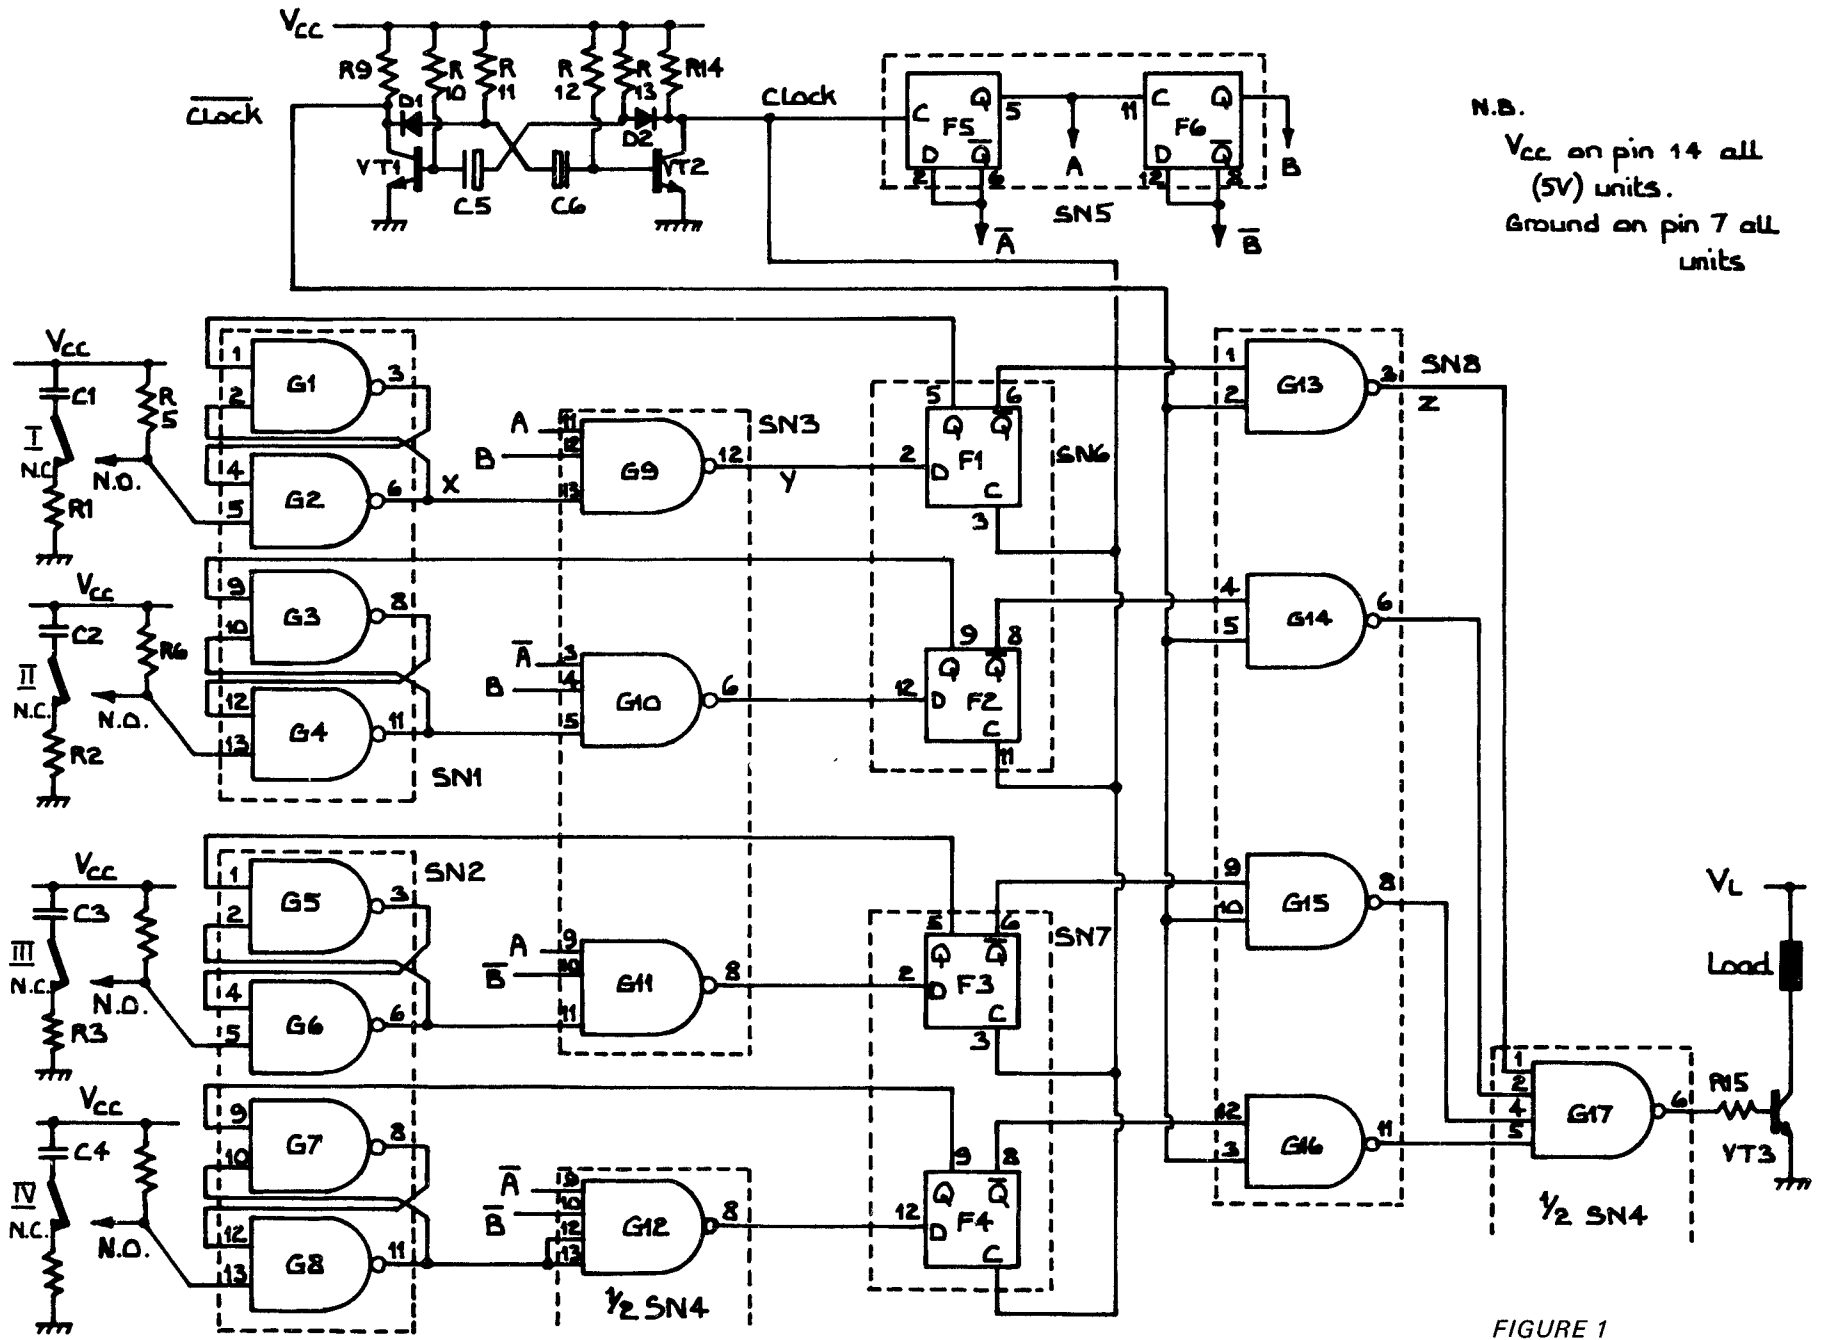 Vcc
R9
R10
R11
R12
R13
R14
D1
D2
VT1
VT2
C5
C6
C̅l̅o̅c̅k̅
Clock
C
Q
5
F5
D
Q̅
2
6
A
A̅
11
C
Q
F6
D
Q̅
12
8
B
B̅
SN5
N.B.
Vcc on pin 14 all
(5V) units.
Ground on pin 7 all
units
Vcc
C1
R5
I
N.C.
N.O.
R1
1
2
G1
3
4
5
G2
6
X
A
11
B
12
13
G9
12
SN3
Y
2
5
6
Q
Q̅
D
F1
C
3
SN6
1
2
G13
3
SN8
Z
Vcc
C2
R6
II
N.C.
N.O.
R2
9
10
G3
8
12
13
G4
11
SN1
A̅
3
B
4
5
G10
6
12
9
8
Q
Q̅
D
F2
C
11
4
5
G14
6
Vcc
C3
III
N.C.
N.O.
R3
1
2
G5
3
SN2
4
5
G6
6
A
9
B̅
10
11
G11
8
2
5
6
Q
Q̅
D
F3
C
3
SN7
9
10
G15
8
VL
Load
Vcc
C4
IV
N.C.
N.O.
9
10
G7
8
12
13
G8
11
A̅
9
B̅
10
12
13
G12
8
½ SN4
12
9
8
Q
Q̅
D
F4
C
12
3
G16
11
1
2
4
5
G17
6
R15
VT3
½ SN4
FIGURE 1